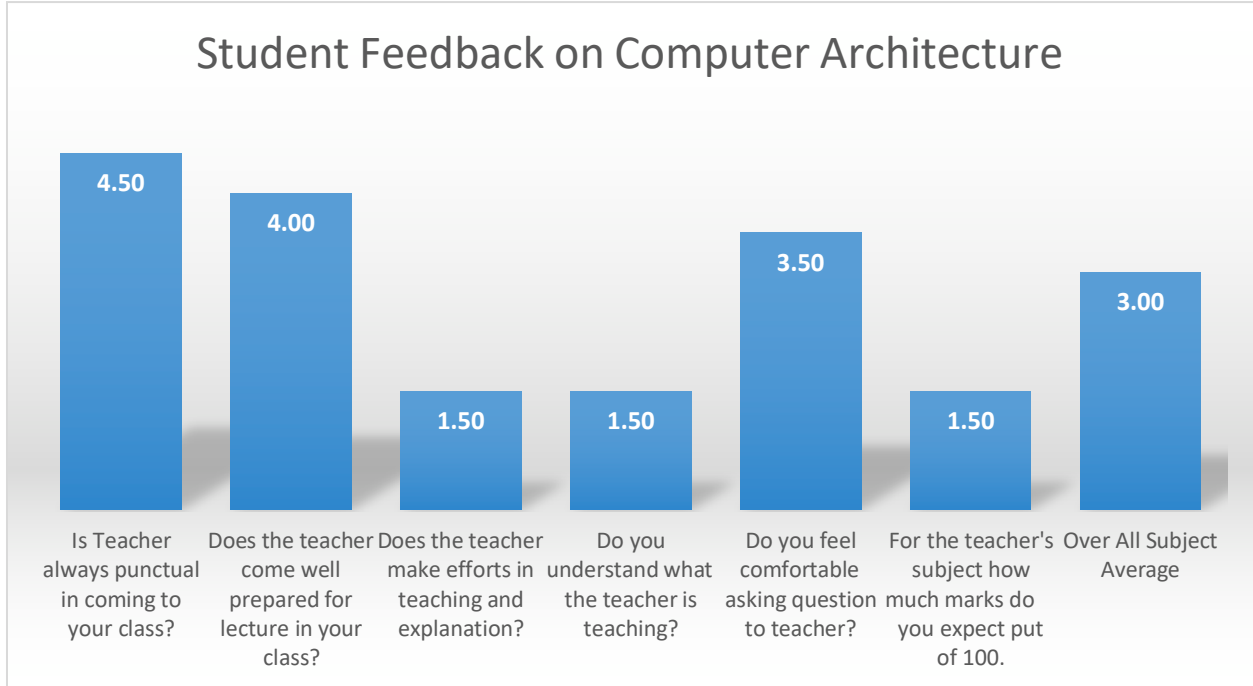 Student Feedback on Computer Architecture
4.50
4.00
1.50
1.50
3.50
1.50
3.00
Is Teacher
always punctual
in coming to
your class?
Does the teacher
come well
prepared for
lecture in your
class?
Does the teacher
make efforts in
teaching and
explanation?
Do you
understand what
the teacher is
teaching?
Do you feel
comfortable
asking question
to teacher?
For the teacher's
subject how
much marks do
you expect put
of 100.
Over All Subject
Average